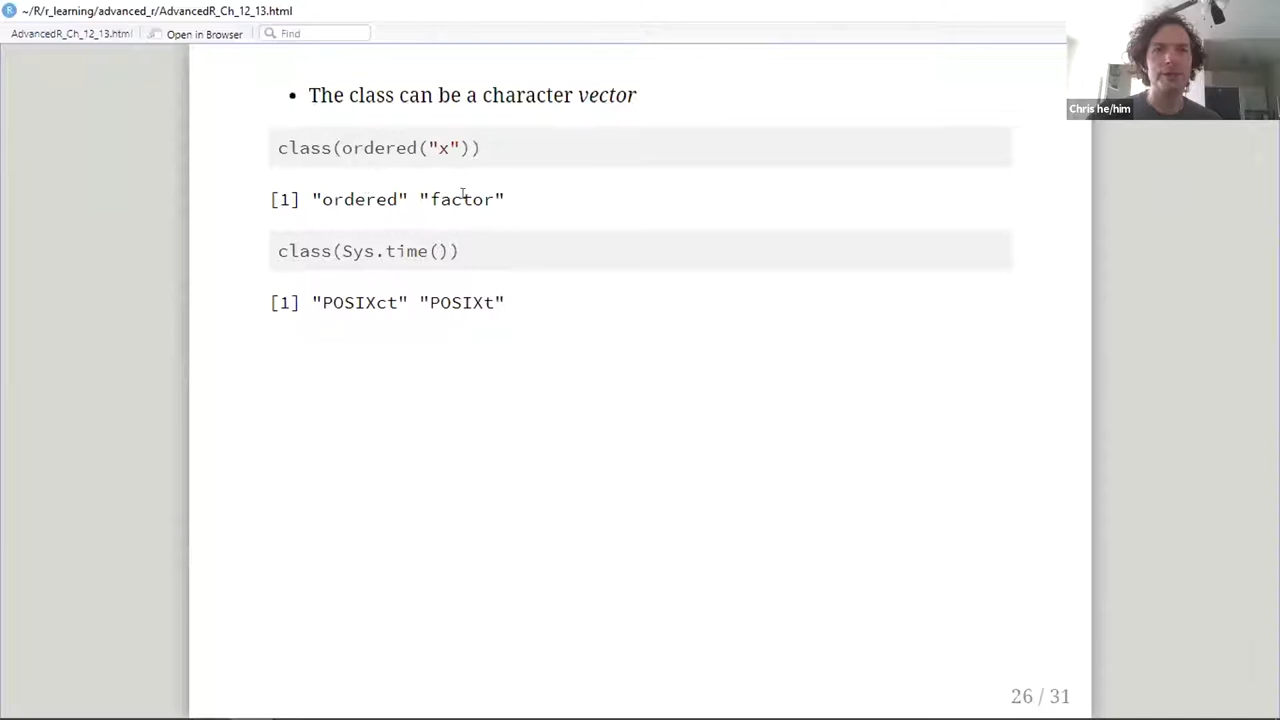 ~/R/r_learning/advanced_r/AdvancedR_Ch_12_13.html
AdvancedR_Ch_12_13.html Open in Browser Find
Chris he/him
• The class can be a character vector
class(ordered("x"))
[1] "ordered" "factor"
class(Sys.time())
[1] "POSIXct" "POSIXt"
26 / 31